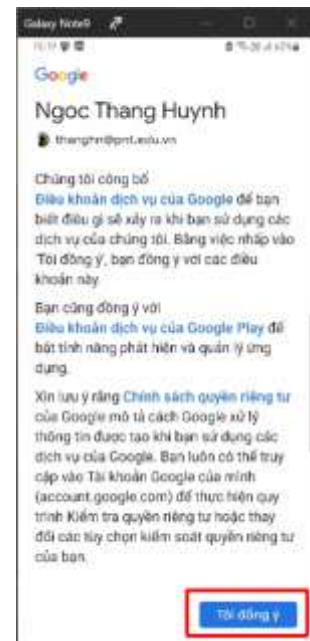 Galaxy Note9
Google
Ngoc Thang Huynh
Chúng tôi công bố
Điều khoản dịch vụ của Google để bạn
biết điều gì sẽ xảy ra khi bạn sử dụng các
dịch vụ của chúng tôi. Bằng việc nhấp vào
'Tôi đồng ý', bạn đồng ý với các điều
khoản này.
Bạn cũng đồng ý với
Điều khoản dịch vụ của Google Play để
bật tính năng phát hiện và quản lý ứng
dụng.
Xin lưu ý rằng Chính sách quyền riêng tư
của Google mô tả cách Google xử lý
thông tin được tạo khi bạn sử dụng các
dịch vụ của Google. Bạn luôn có thể truy
cập vào Tài khoản Google của mình
(account.google.com) để thực hiện quy
trình Kiểm tra quyền riêng tư hoặc thay
đổi các tùy chọn kiểm soát quyền riêng tư
của bạn.
Tôi đồng ý